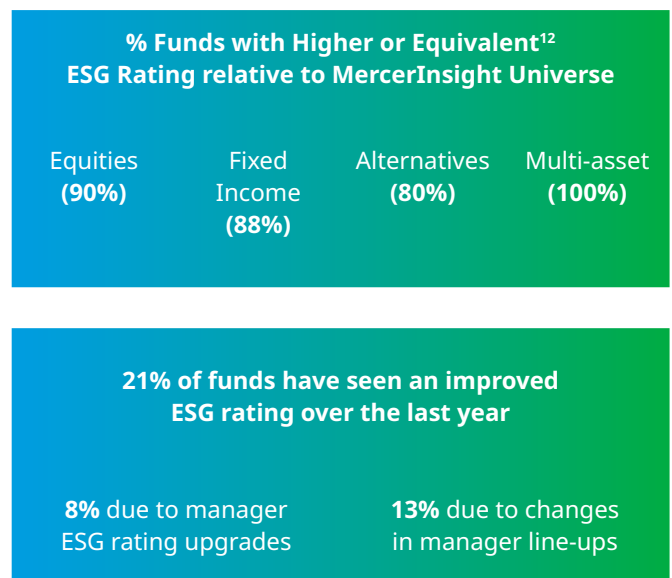 % Funds with Higher or Equivalent¹²
ESG Rating relative to MercerInsight Universe
Equities
(90%)
Fixed
Income
(88%)
Alternatives
(80%)
Multi-asset
(100%)
21% of funds have seen an improved
ESG rating over the last year
8% due to manager
ESG rating upgrades
13% due to changes
in manager line-ups